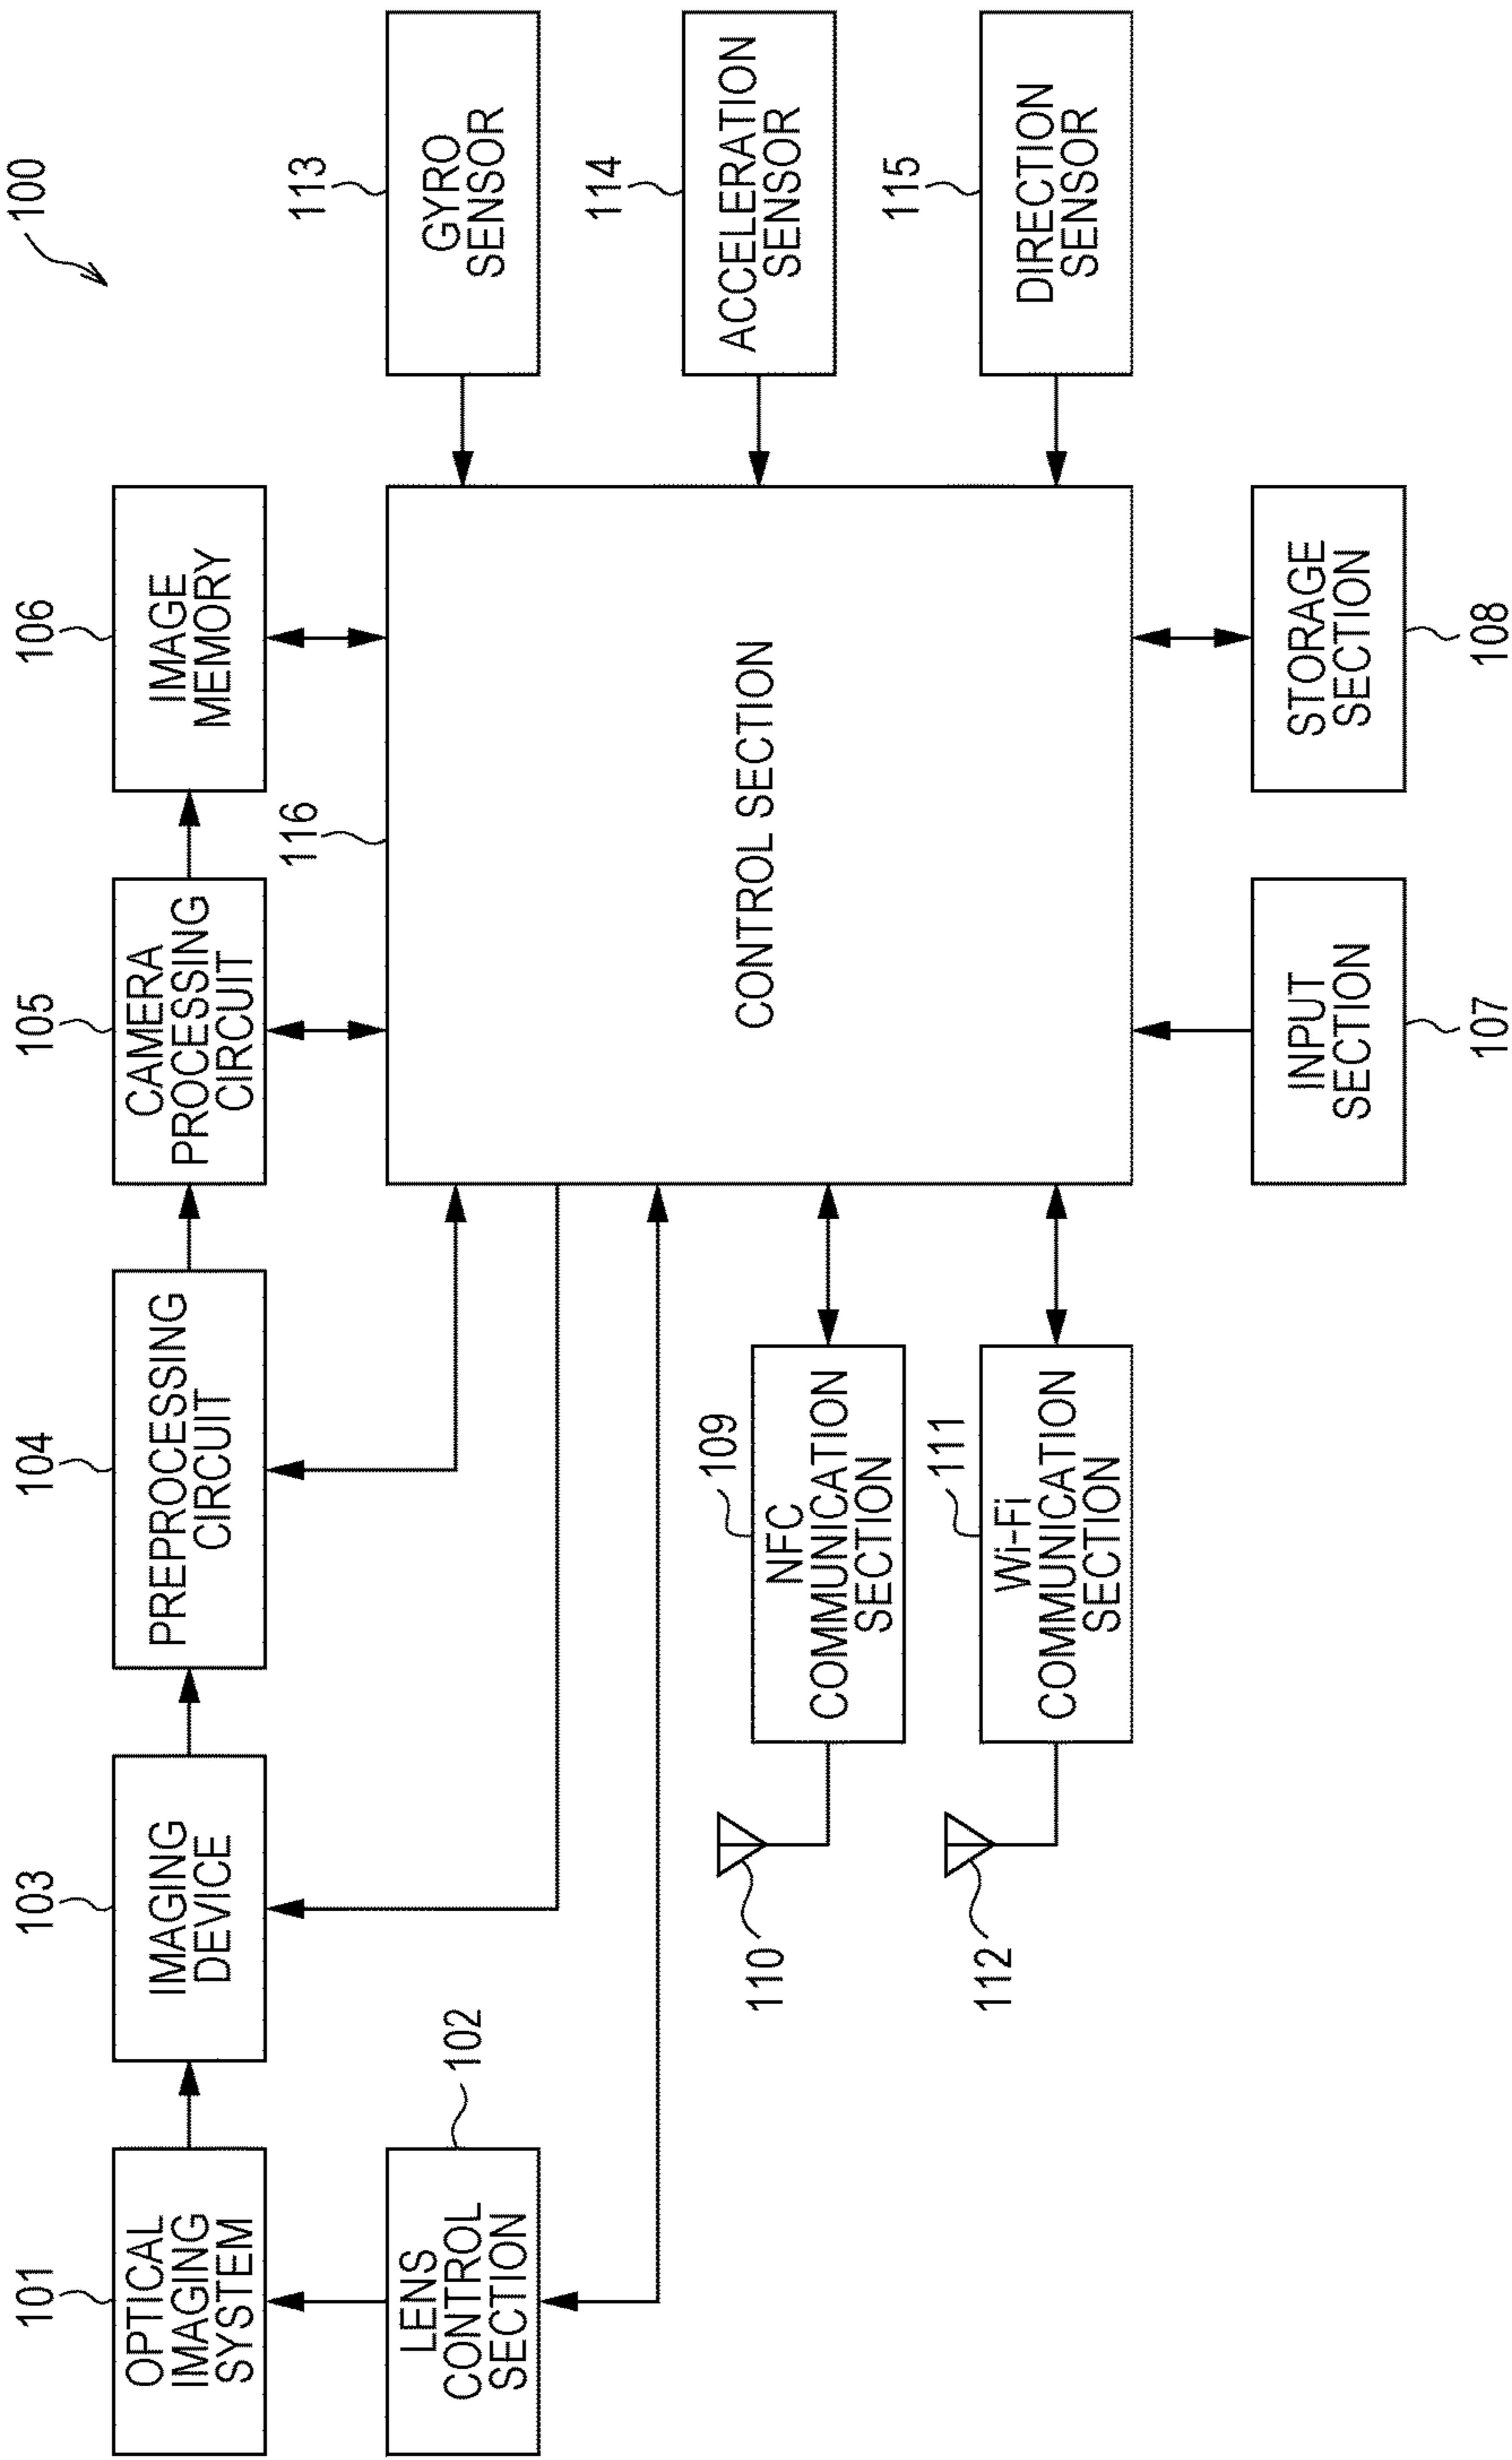 100
101
OPTICAL
IMAGING
SYSTEM
103
IMAGING
DEVICE
104
PREPROCESSING
CIRCUIT
105
CAMERA
PROCESSING
CIRCUIT
106
IMAGE
MEMORY
102
LENS
CONTROL
SECTION
116
CONTROL SECTION
113
GYRO
SENSOR
114
ACCELERATION
SENSOR
115
DIRECTION
SENSOR
109
NFC
COMMUNICATION
SECTION
110
111
Wi-Fi
COMMUNICATION
SECTION
112
INPUT
SECTION
107
STORAGE
SECTION
108